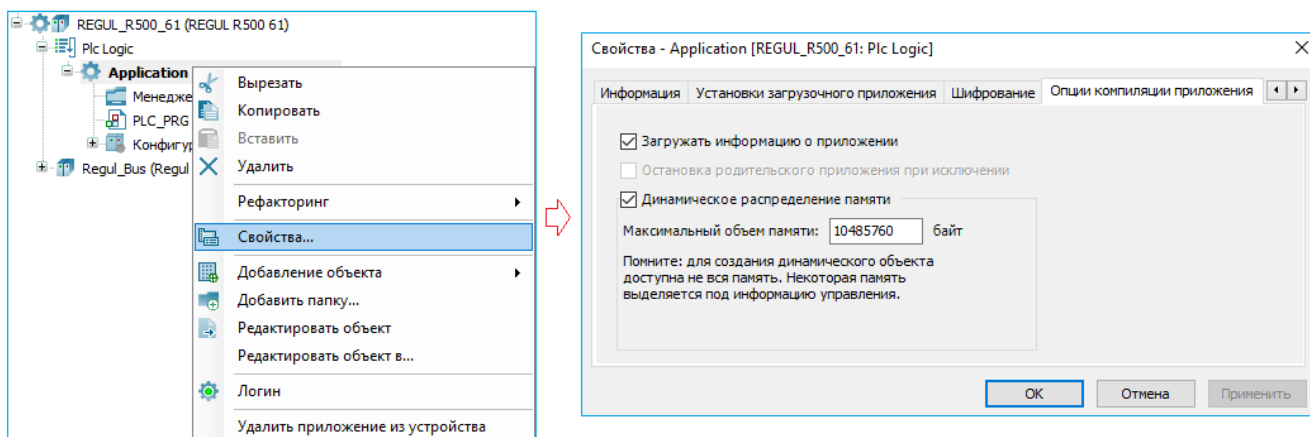 REGUL_R500_61 (REGUL R500 61)
Plc Logic
Application
Менедже
PLC_PRG
Конфигур
Regul_Bus (Regul
Вырезать
Копировать
Вставить
Удалить
Рефакторинг
Свойства...
Добавление объекта
Добавить папку...
Редактировать объект
Редактировать объект в...
Логин
Удалить приложение из устройства
Свойства - Application [REGUL_R500_61: Plc Logic]
Информация Установки загрузочного приложения Шифрование Опции компиляции приложения
Загружать информацию о приложении
Остановка родительского приложения при исключении
Динамическое распределение памяти
Максимальный объем памяти: 10485760 байт
Помните: для создания динамического объекта
доступна не вся память. Некоторая память
выделяется под информацию управления.
OK Отмена Применить